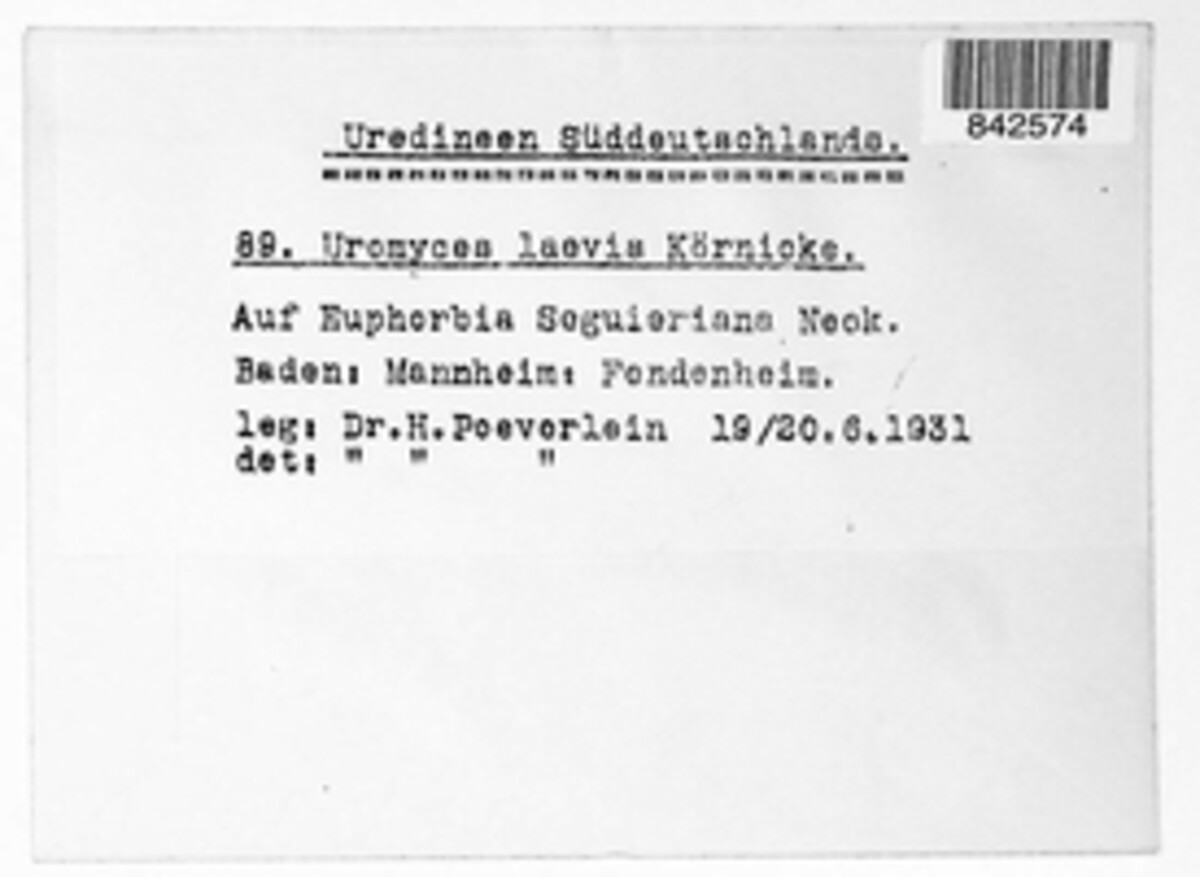 842574
Uredineen Süddeutschlands.
89. Uromyces laevis Körnicke.
Auf Euphorbia Seguieriana Neck.
Baden: Mannheim: Fendenheim.
leg: Dr.H.Poeverlein 19/20.6.1931
det: " " "